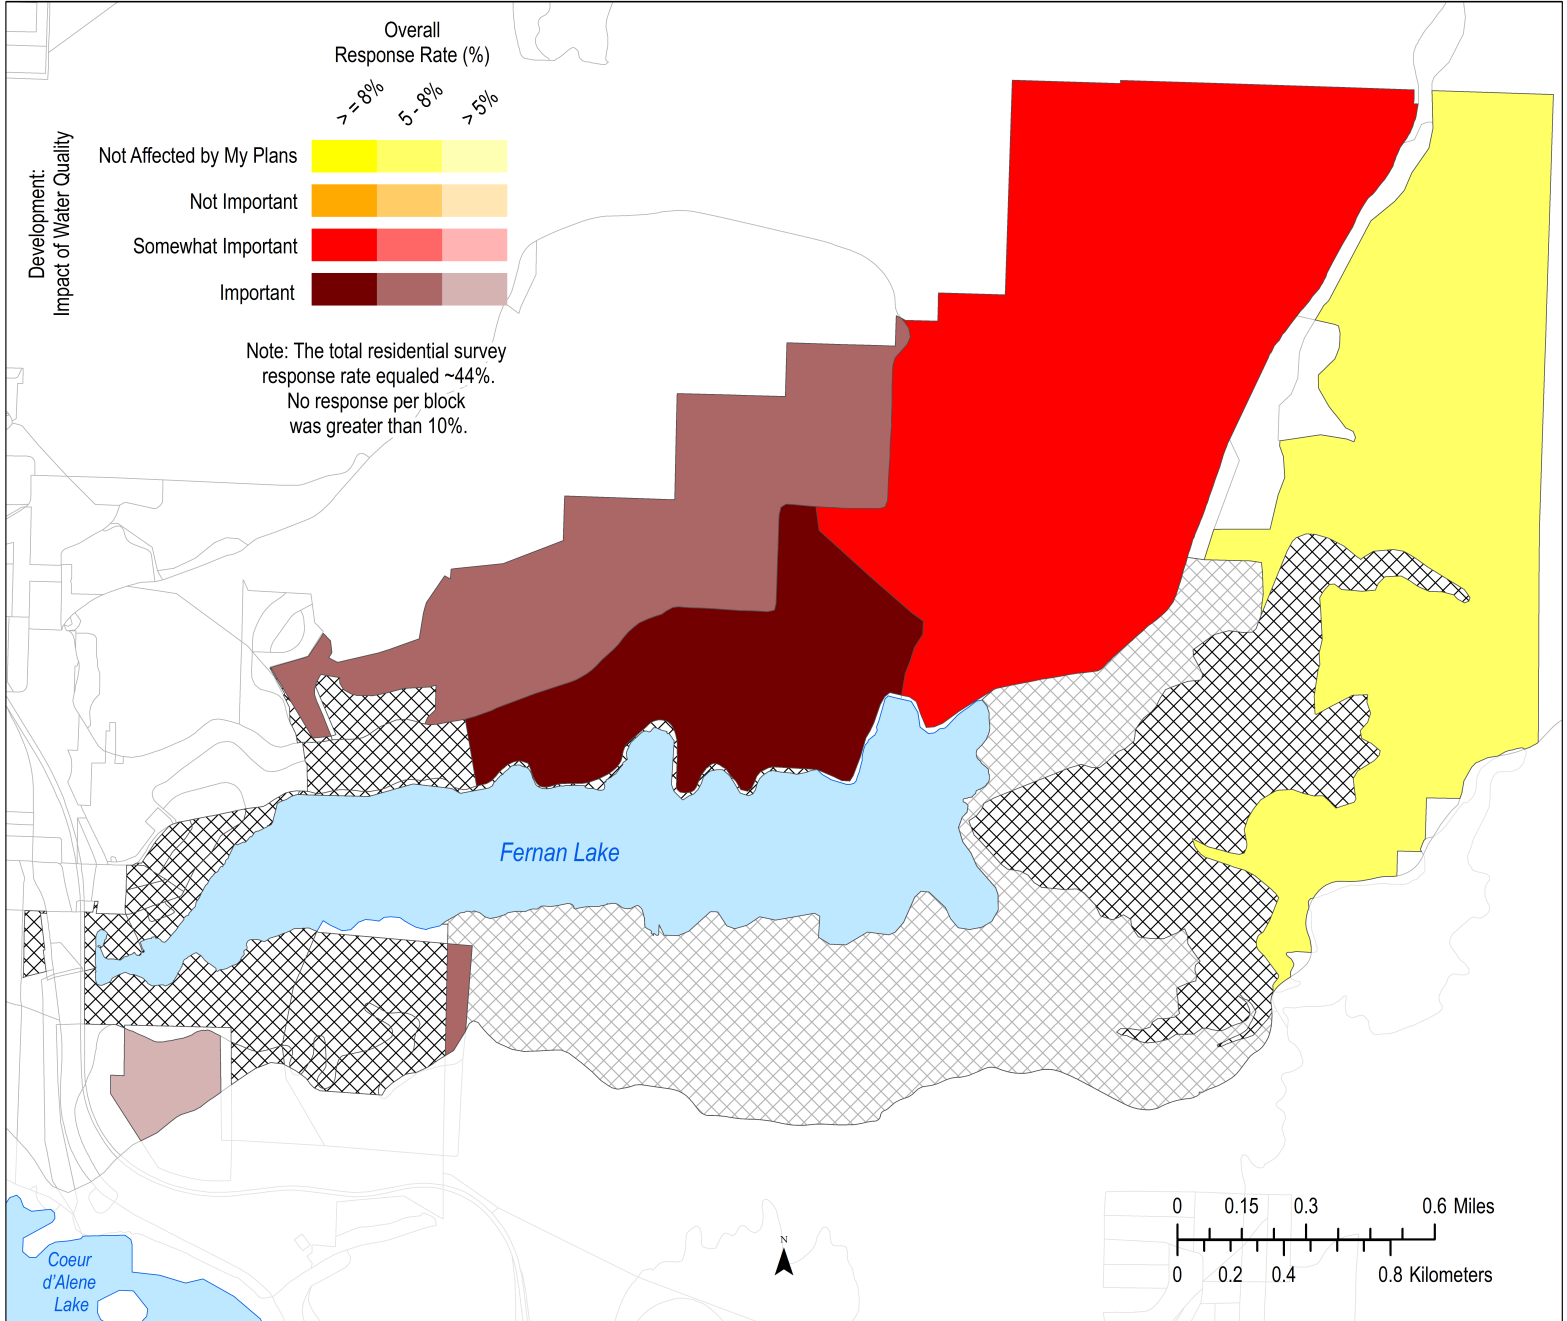 Overall
Response Rate (%)
> = 8%
5 - 8%
> 5%
Development:
Impact of Water Quality
Not Affected by My Plans
Not Important
Somewhat Important
Important
Note: The total residential survey
response rate equaled ~44%.
No response per block
was greater than 10%.
Fernan Lake
Coeur
d'Alene
Lake
N
0 0.15 0.3 0.6 Miles
0 0.2 0.4 0.8 Kilometers